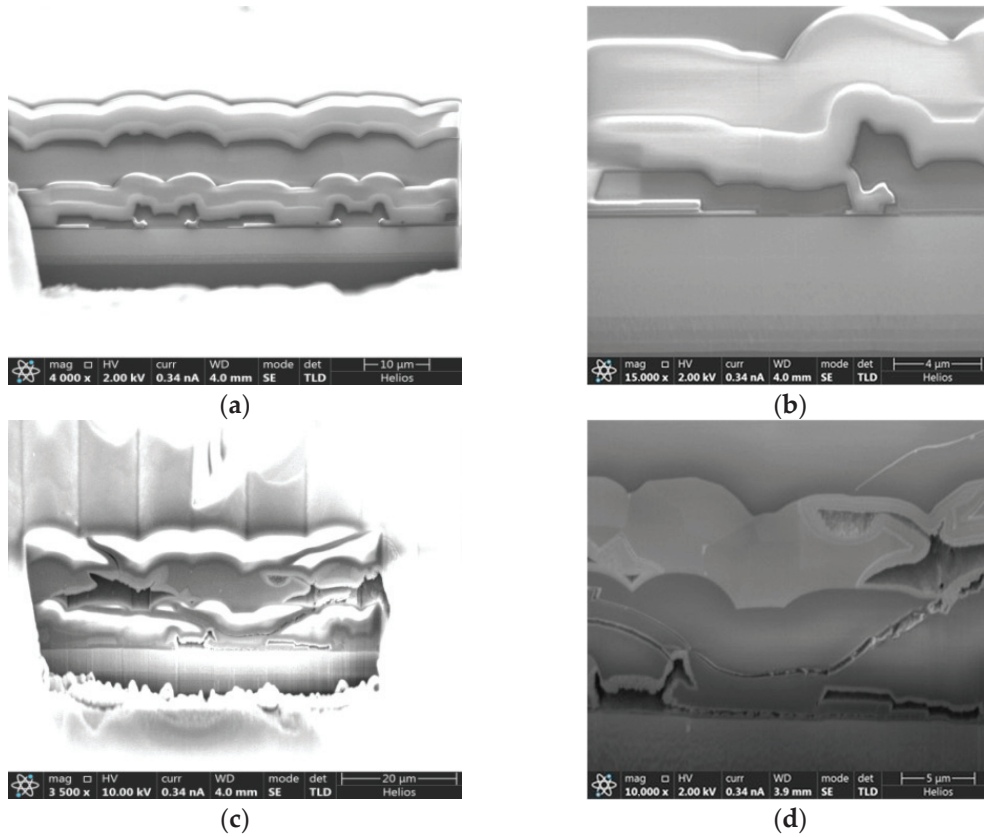 mag HV curr WD mode det 10 µm
4 000 x 2.00 kV 0.34 nA 4.0 mm SE TLD Helios
(a)
mag HV curr WD mode det 4 µm
15.000 x 2.00 kV 0.34 nA 4.0 mm SE TLD Helios
(b)
mag HV curr WD mode det 20 µm
3 500 x 10.00 kV 0.34 nA 4.0 mm SE TLD Helios
(c)
mag HV curr WD mode det 5 µm
10,000 x 2.00 kV 0.34 nA 3.9 mm SE TLD Helios
(d)